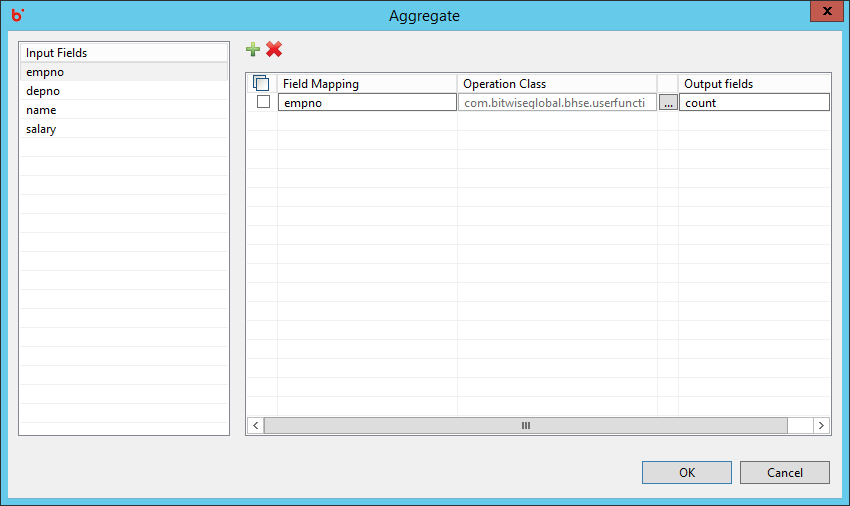 Aggregate
Input Fields
empno
depno
name
salary
Field Mapping Operation Class Output fields
empno com.bitwiseglobal.bhse.userfuncti ... count
OK Cancel